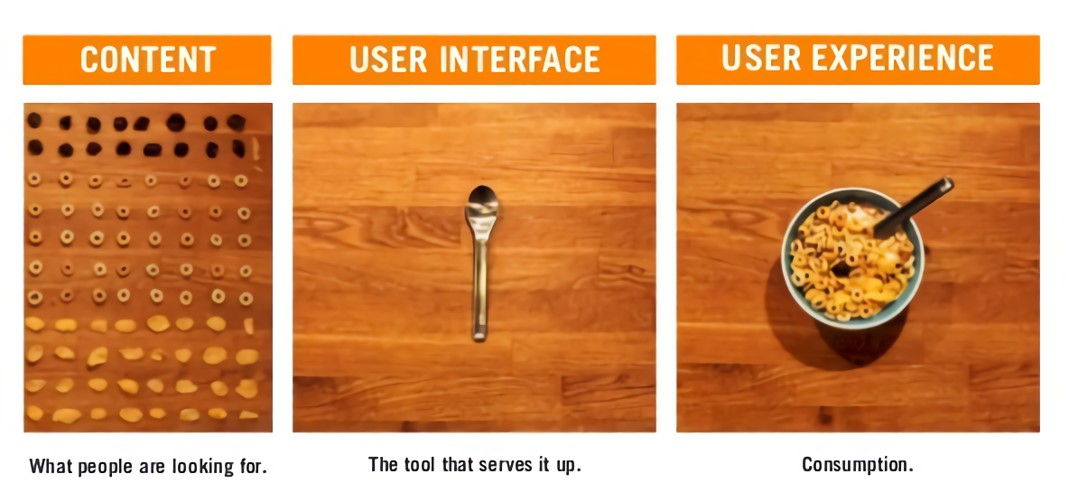 CONTENT
USER INTERFACE
USER EXPERIENCE
What people are looking for.
The tool that serves it up.
Consumption.